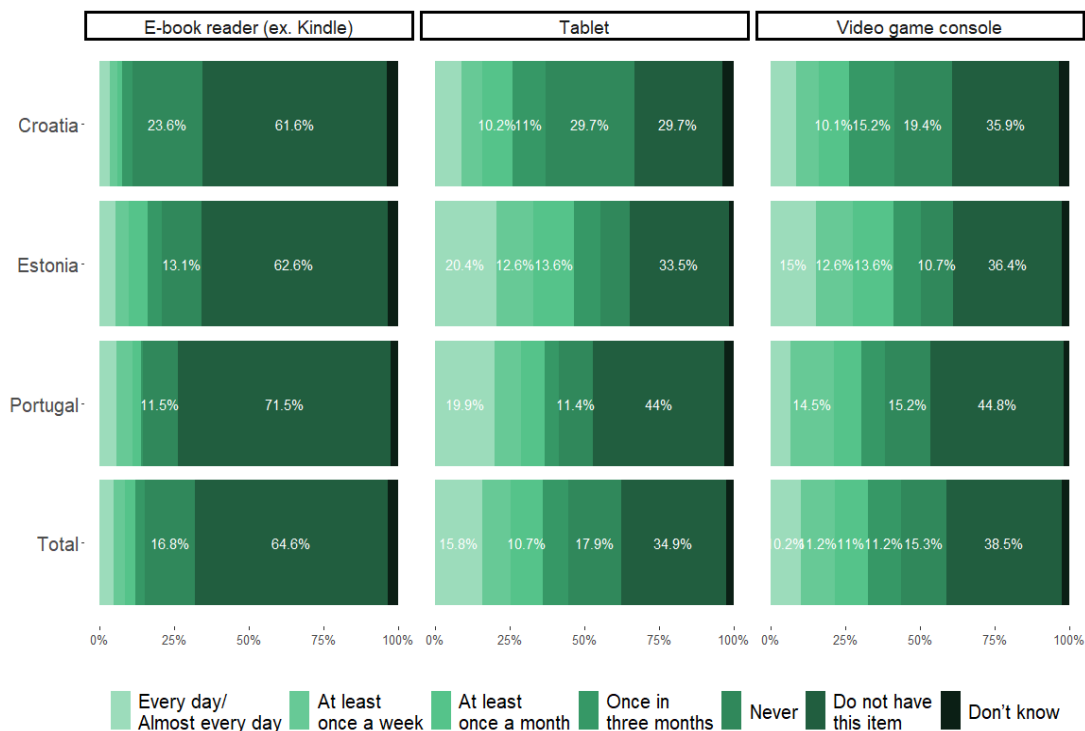 E-book reader (ex. Kindle) Tablet Video game console
Croatia 23.6% 61.6% 10.2% 11% 29.7% 29.7% 10.1% 15.2% 19.4% 35.9%
Estonia 13.1% 62.6% 20.4% 12.6% 13.6% 33.5% 15% 12.6% 13.6% 10.7% 36.4%
Portugal 11.5% 71.5% 19.9% 11.4% 44% 14.5% 15.2% 44.8%
Total 16.8% 64.6% 15.8% 10.7% 17.9% 34.9% 10.2% 11.2% 11% 11.2% 15.3% 38.5%
0% 25% 50% 75% 100% 0% 25% 50% 75% 100% 0% 25% 50% 75% 100%
Every day/ At least At least Once in Never Do not have Don't know
Almost every day once a week once a month three months this item